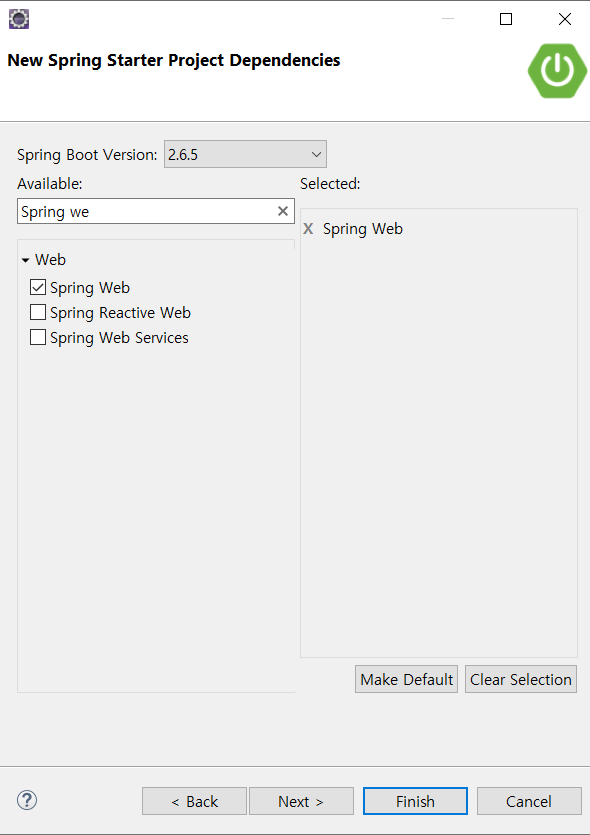 New Spring Starter Project Dependencies
Spring Boot Version: 2.6.5
Available:
Selected:
Spring we
X Spring Web
Web
Spring Web
Spring Reactive Web
Spring Web Services
Make Default
Clear Selection
?
< Back
Next >
Finish
Cancel